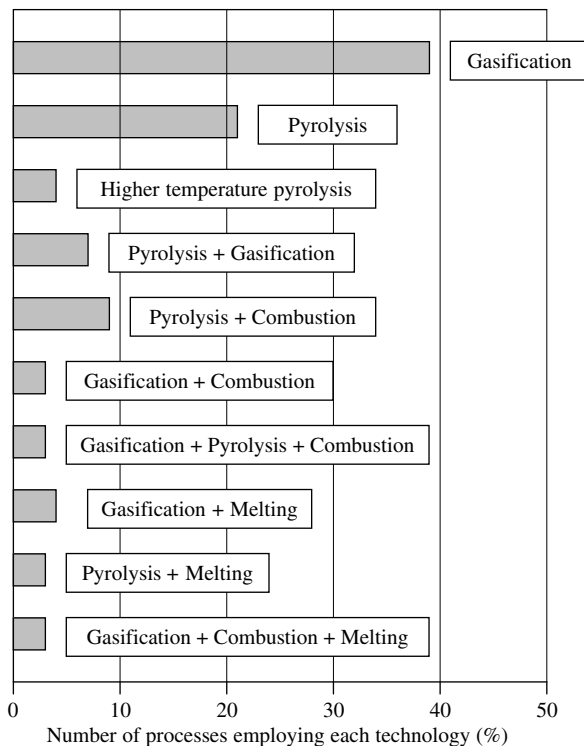 Gasification
Pyrolysis
Higher temperature pyrolysis
Pyrolysis + Gasification
Pyrolysis + Combustion
Gasification + Combustion
Gasification + Pyrolysis + Combustion
Gasification + Melting
Pyrolysis + Melting
Gasification + Combustion + Melting
0 10 20 30 40 50
Number of processes employing each technology (%)